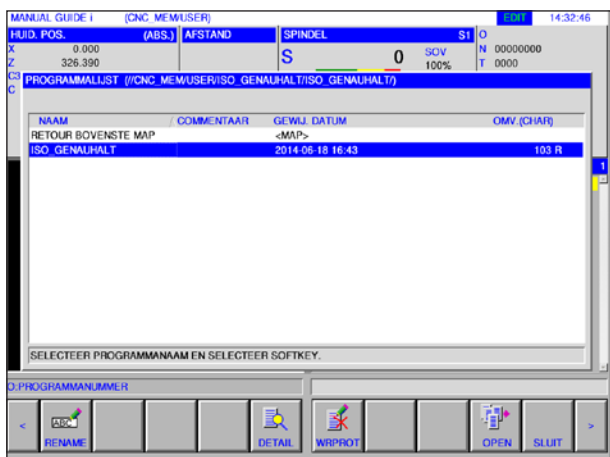 MANUAL GUIDE i (CNC_MEM/USER) EDIT 14:32:46
HUID. POS. (ABS.) AFSTAND SPINDEL S1 O
X 0.000 S 0 SOV N 00000000
Z 326.390 100% T 0000
C3 PROGRAMMALIJST (//CNC_MEM/USER/ISO_GENAUHALT/ISO_GENAUHALT/)
C
NAAM / COMMENTAAR GEWIJ. DATUM OMV.(CHAR)
RETOUR BOVENSTE MAP <MAP>
ISO_GENAUHALT 2014-06-18 16:43 103 R
1
SELECTEER PROGRAMMANAAM EN SELECTEER SOFTKEY.
O:PROGRAMMANUMMER
< ABC >
RENAME DETAIL WRPROT OPEN SLUIT